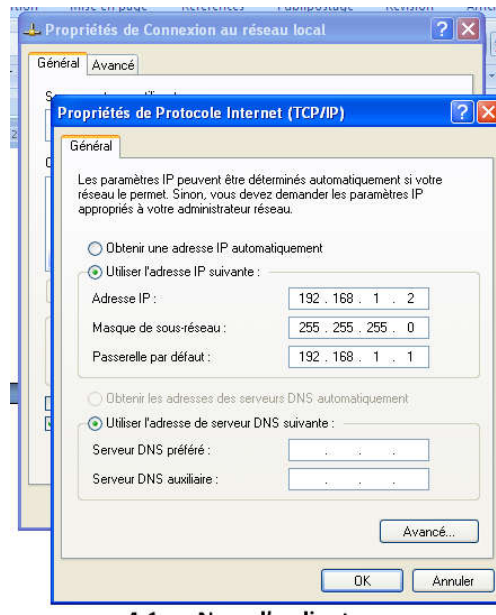 Propriétés de Connexion au réseau local
Général Avancé
Propriétés de Protocole Internet (TCP/IP)
Général
Les paramètres IP peuvent être déterminés automatiquement si votre
réseau le permet. Sinon, vous devez demander les paramètres IP
appropriés à votre administrateur réseau.
Obtenir une adresse IP automatiquement
Utiliser l'adresse IP suivante :
Adresse IP : 192 . 168 . 1 . 2
Masque de sous-réseau : 255 . 255 . 255 . 0
Passerelle par défaut : 192 . 168 . 1 . 1
Obtenir les adresses des serveurs DNS automatiquement
Utiliser l'adresse de serveur DNS suivante :
Serveur DNS préféré : . . .
Serveur DNS auxiliaire : . . .
Avancé...
OK Annuler